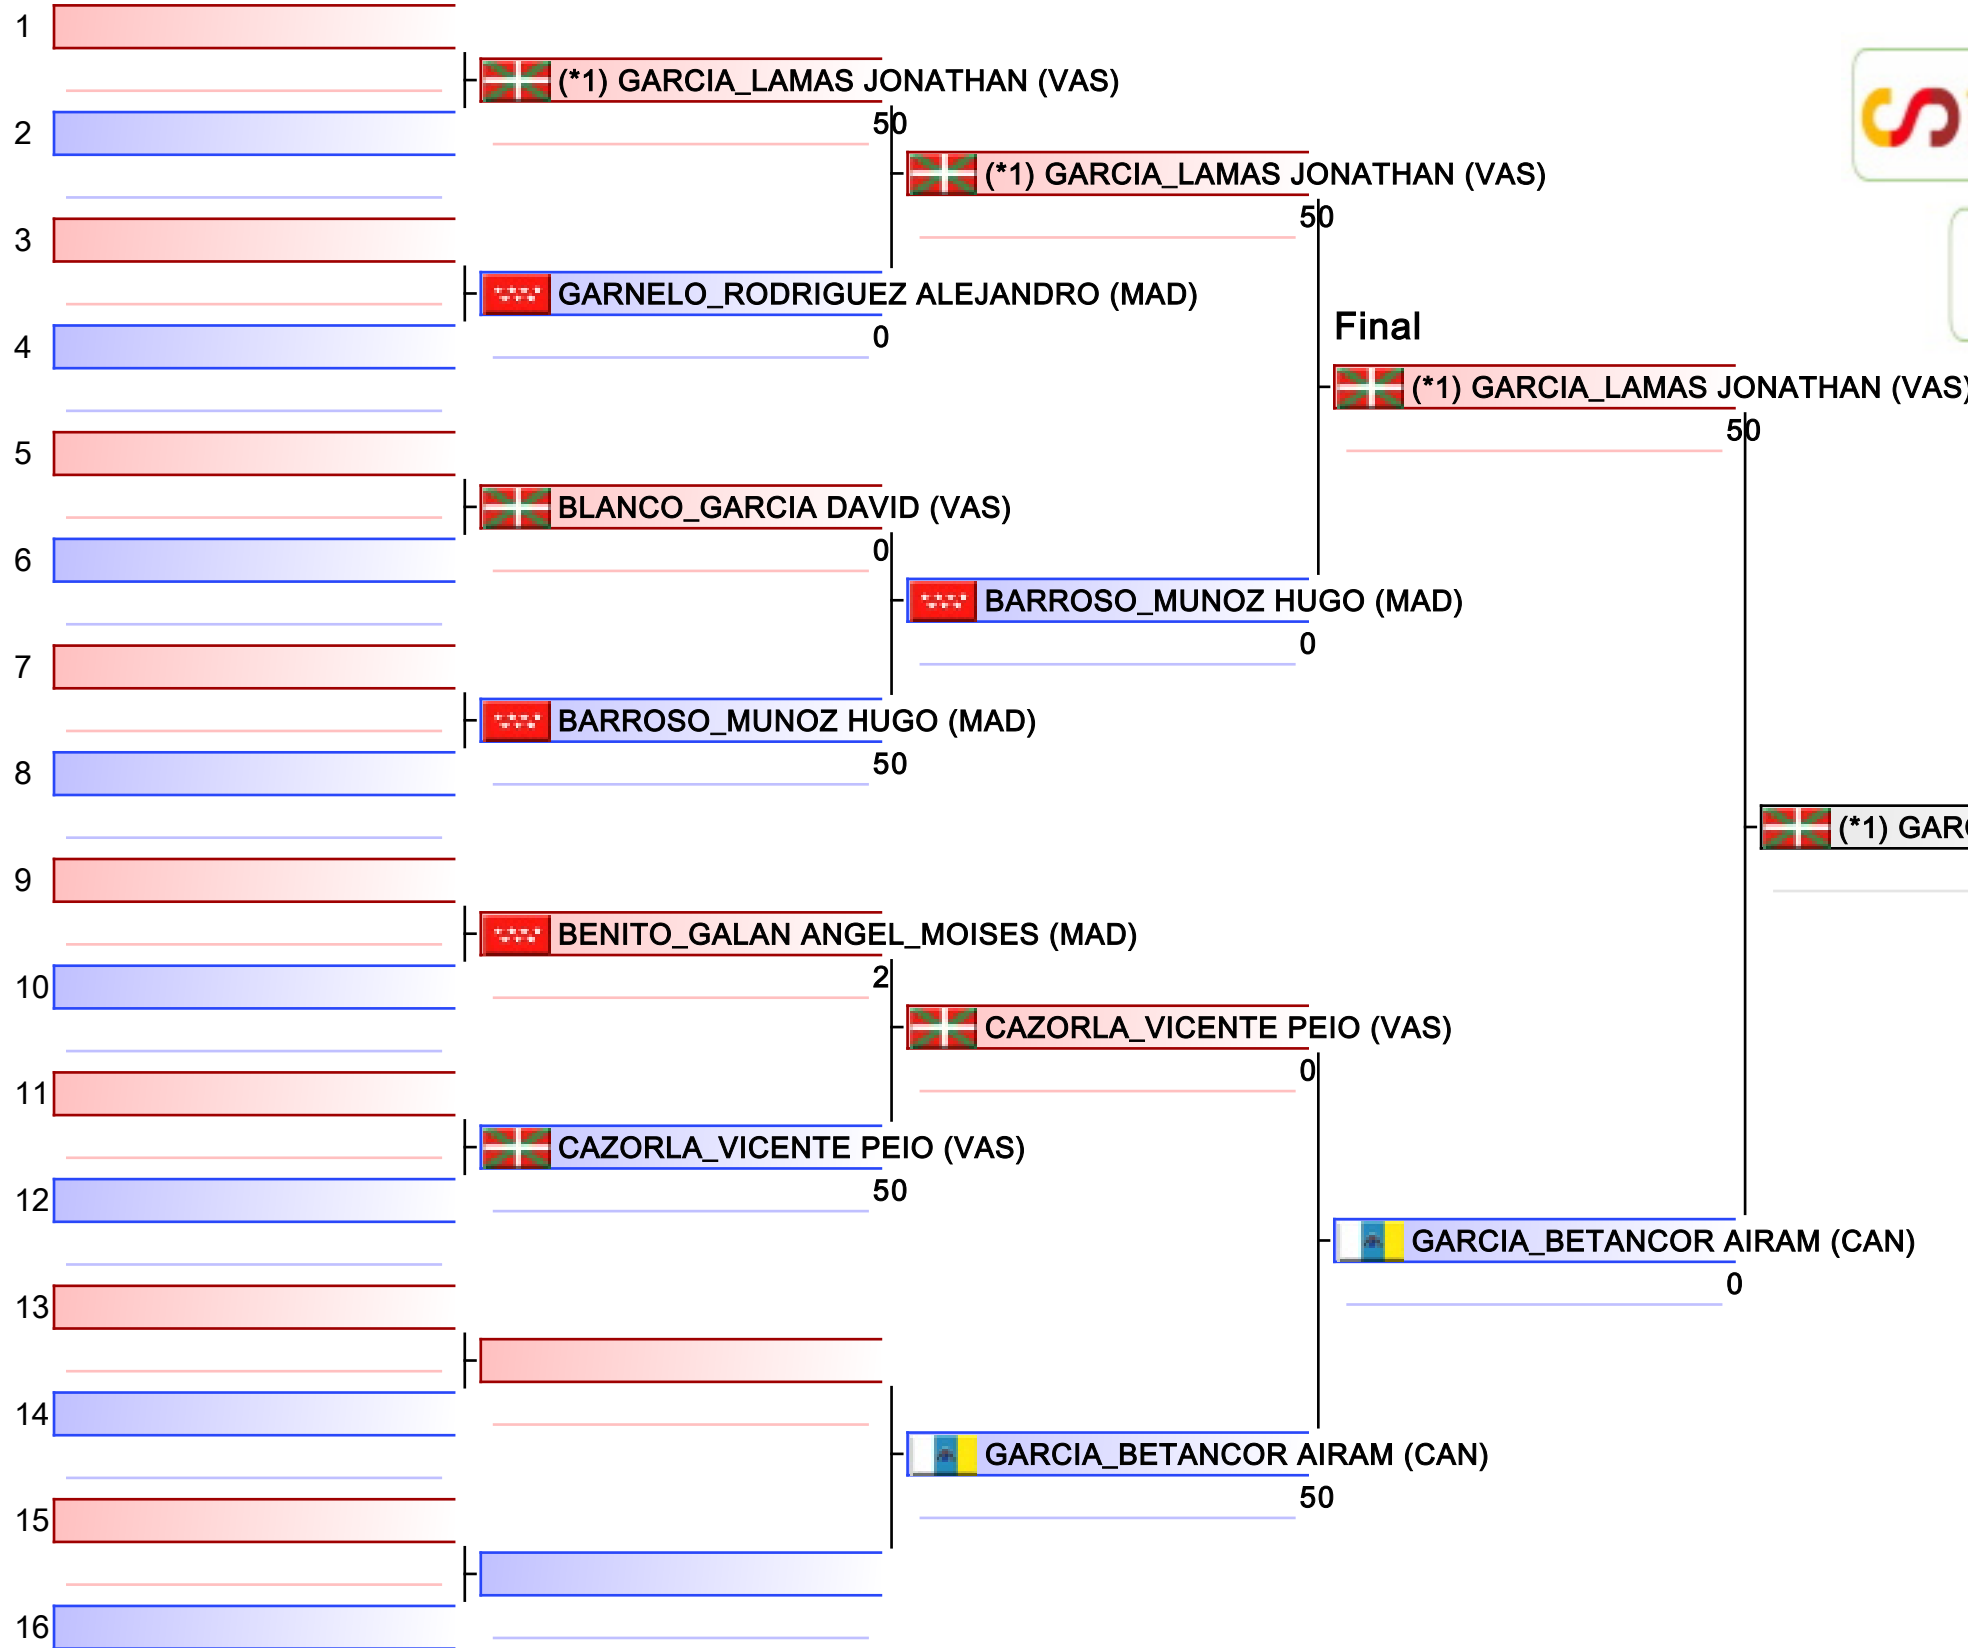 1
(*1) GARCIA_LAMAS JONATHAN (VAS)
50
2
(*1) GARCIA_LAMAS JONATHAN (VAS)
50
3
GARNELO_RODRIGUEZ ALEJANDRO (MAD)
0
4
Final
(*1) GARCIA_LAMAS JONATHAN (VAS)
50
5
BLANCO_GARCIA DAVID (VAS)
0
6
BARROSO_MUNOZ HUGO (MAD)
0
7
BARROSO_MUNOZ HUGO (MAD)
50
8
(*1) GARC
9
BENITO_GALAN ANGEL_MOISES (MAD)
2
10
CAZORLA_VICENTE PEIO (VAS)
0
11
CAZORLA_VICENTE PEIO (VAS)
50
12
GARCIA_BETANCOR AIRAM (CAN)
0
13
14
GARCIA_BETANCOR AIRAM (CAN)
50
15
16